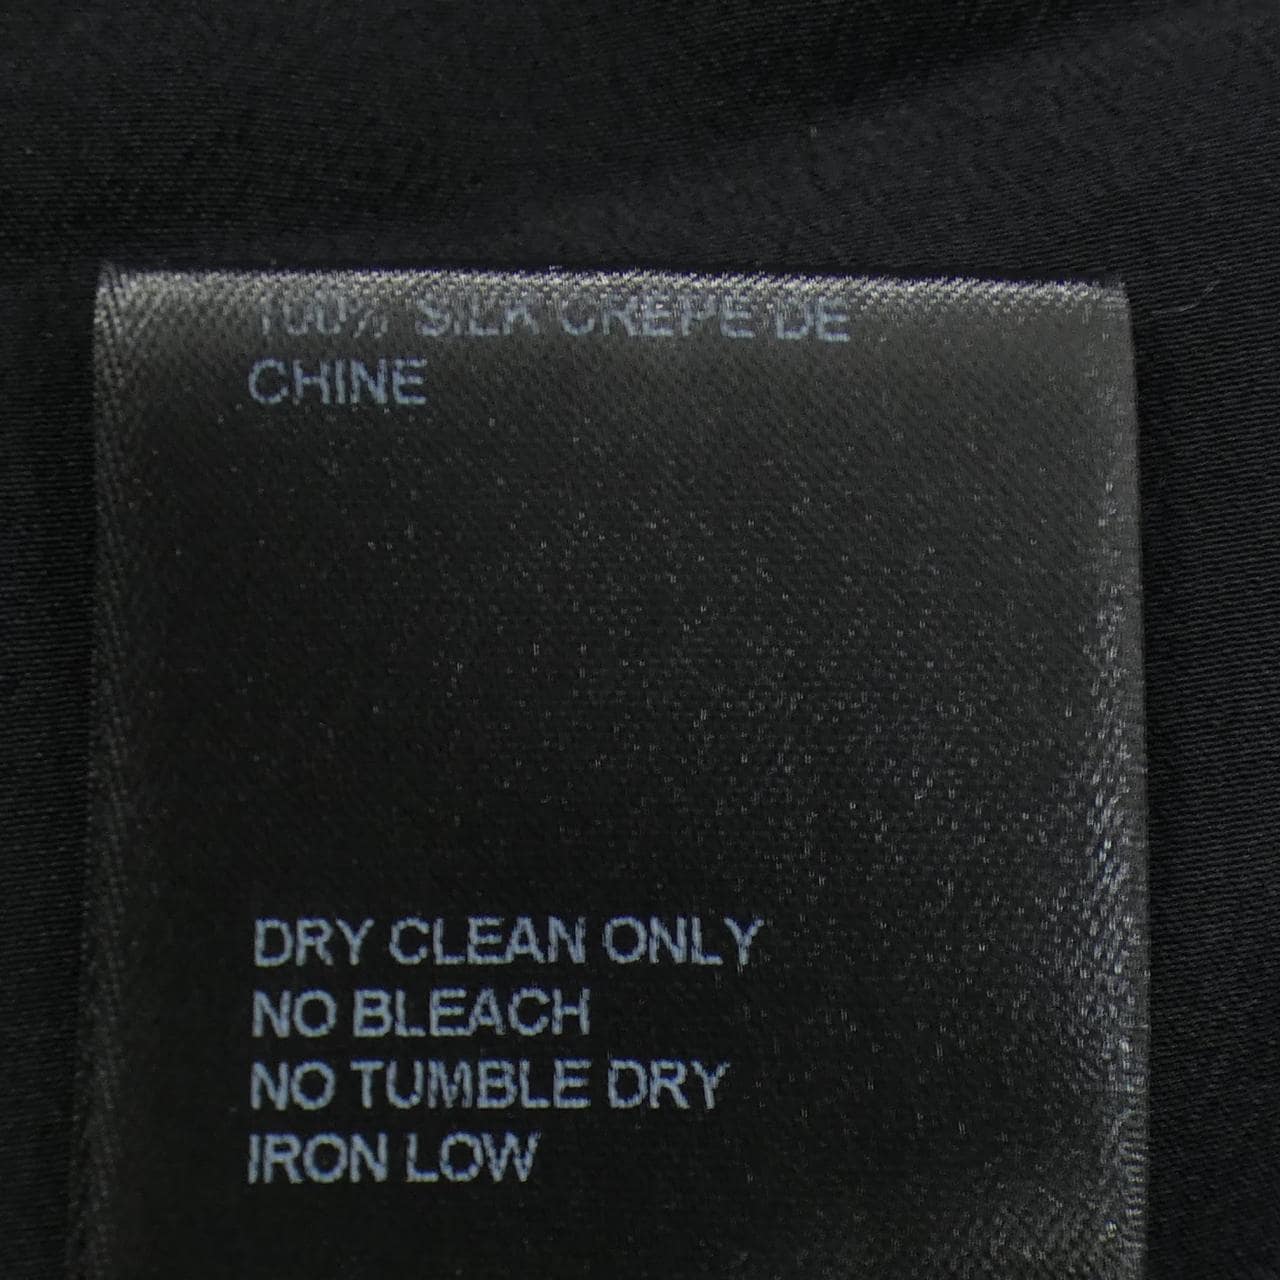 100% SILK CREPE DE
CHINE
DRY CLEAN ONLY
NO BLEACH
NO TUMBLE DRY
IRON LOW